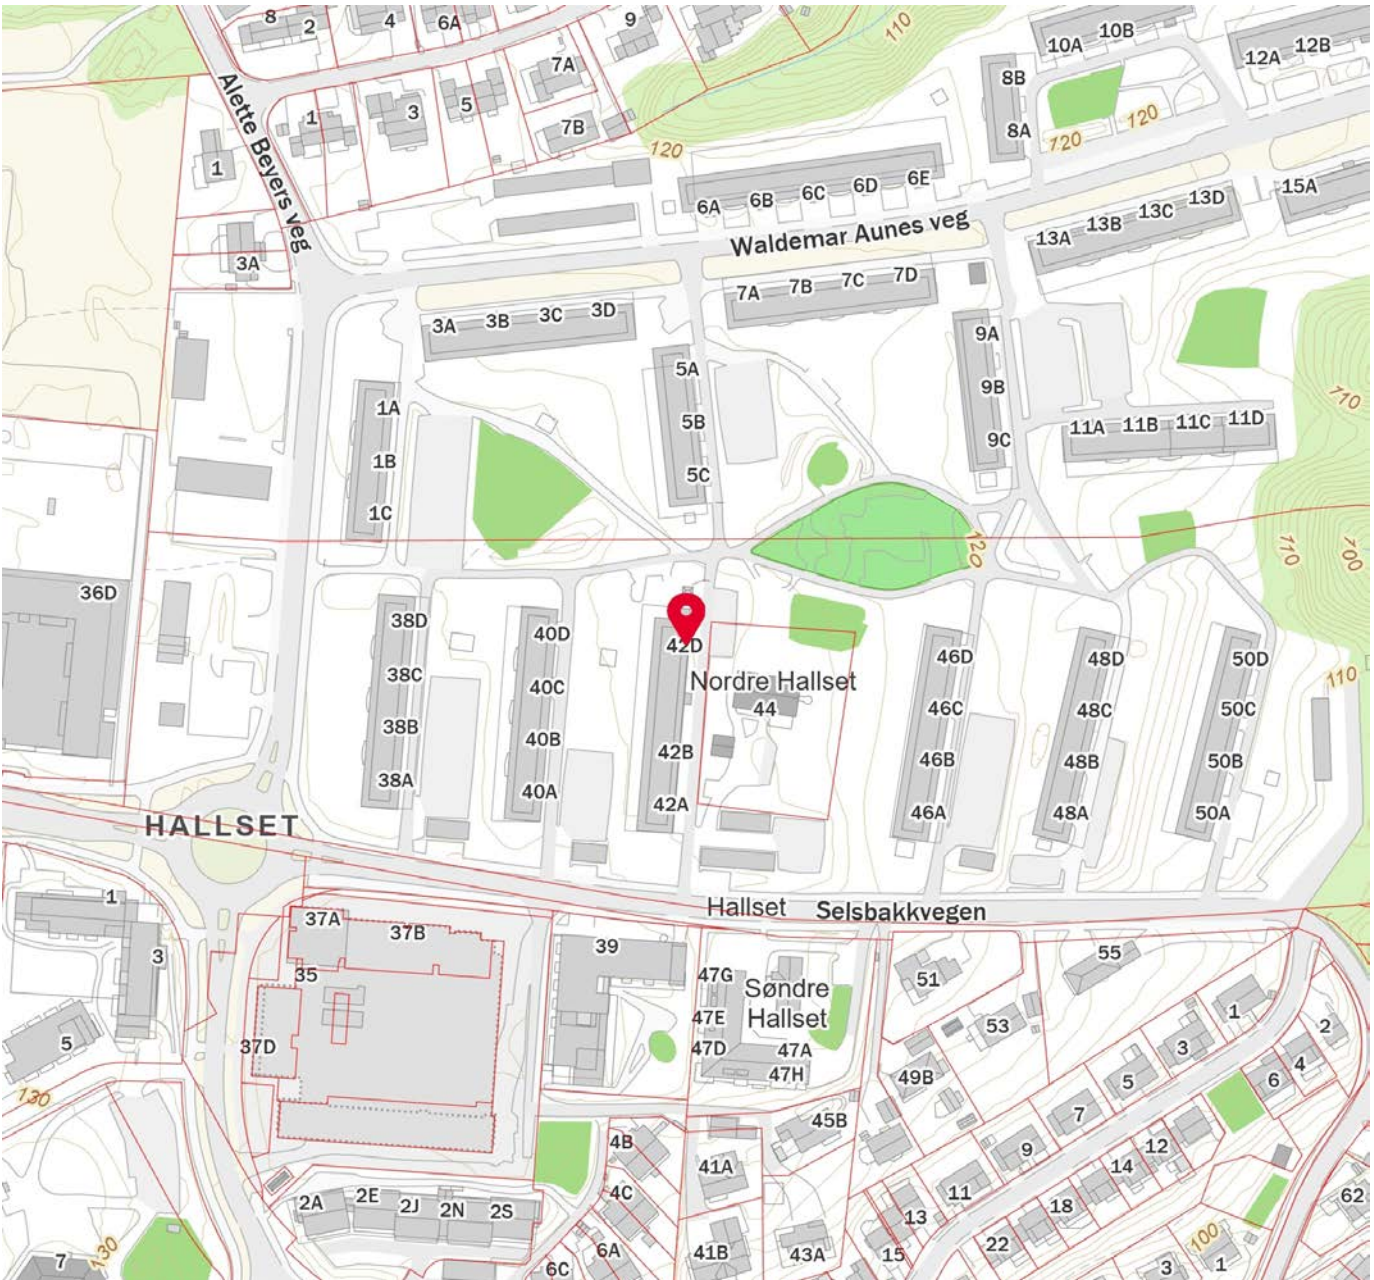 8
2
4
6A
9
10A
10B
12A
12B
110
7A
8B
1
3
5
7B
8A
120
120
120
Alette Beyers veg
1
6A
6B
6C
6D
6E
15A
13A
13B
13C
13D
Waldemar Aunes veg
3A
7A
7B
7C
7D
3A
3B
3C
3D
9A
5A
9B
110
1A
5B
9C
11A
11B
11C
11D
1B
5C
1C
120
110
100
36D
38D
40D
42D
46D
48D
50D
38C
40C
Nordre Hallset
44
46C
48C
50C
110
38B
40B
42B
46B
48B
50B
38A
40A
42A
46A
48A
50A
HALLSET
1
37A
37B
Hallset
Selsbakkvegen
3
39
55
35
47G
Søndre
Hallset
51
5
47E
53
1
2
37D
47D
47A
3
4
47H
49B
5
6
130
7
45B
4B
9
12
41A
14
4C
11
2A
2E
2J
2N
2S
13
18
62
6A
41B
43A
15
22
100
7
130
6C
3
1